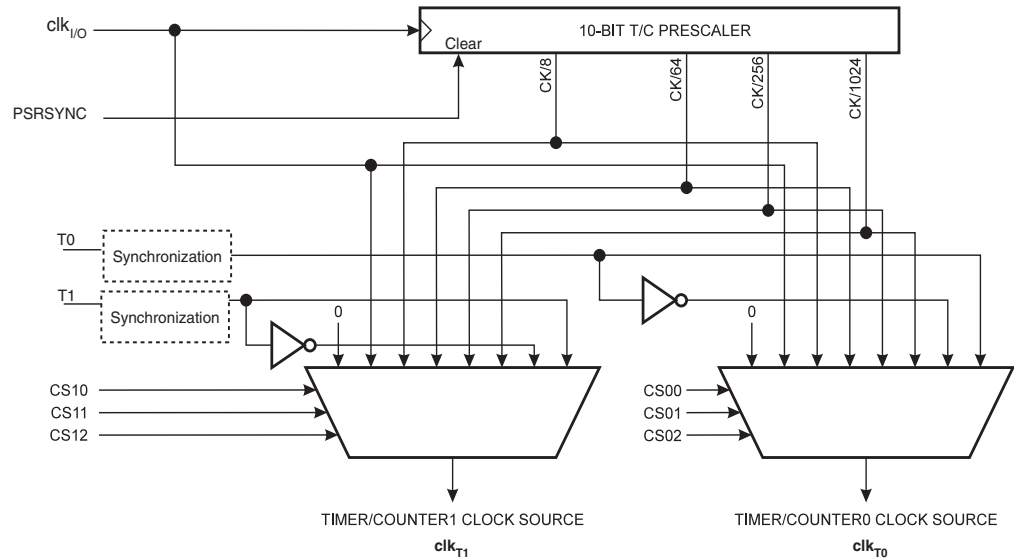 clkI/O
10-BIT T/C PRESCALER
Clear
CK/8
CK/64
CK/256
CK/1024
PSRSYNC
T0
Synchronization
T1
Synchronization
0
0
CS10
CS11
CS12
CS00
CS01
CS02
TIMER/COUNTER1 CLOCK SOURCE
clkT1
TIMER/COUNTER0 CLOCK SOURCE
clkT0